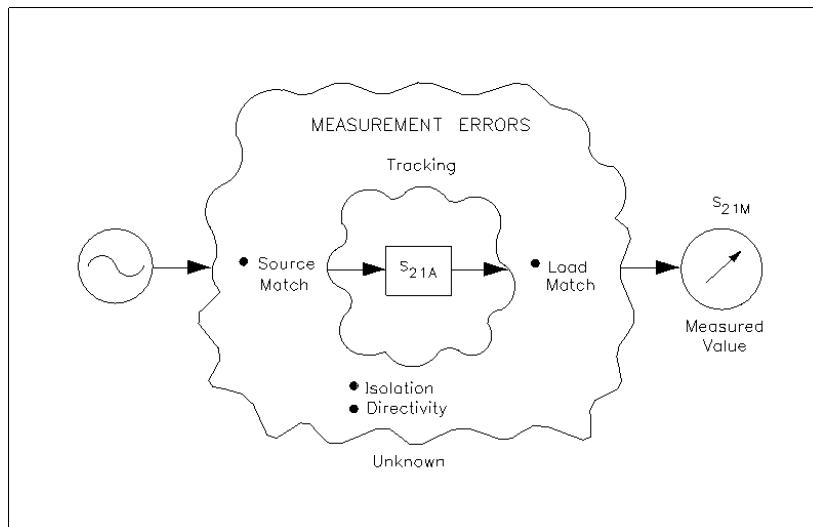 MEASUREMENT ERRORS
Tracking
S21M
Source
Match
S21A
Load
Match
Measured
Value
Isolation
Directivity
Unknown